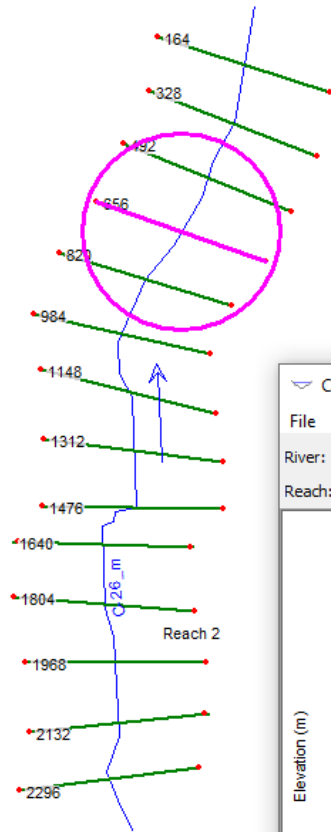 164
328
492
656
820
984
1148
1312
1476
1640
1804
1968
2132
2296
C-26_m
Reach 2
C
File
River:
Reach:
Elevation (m)